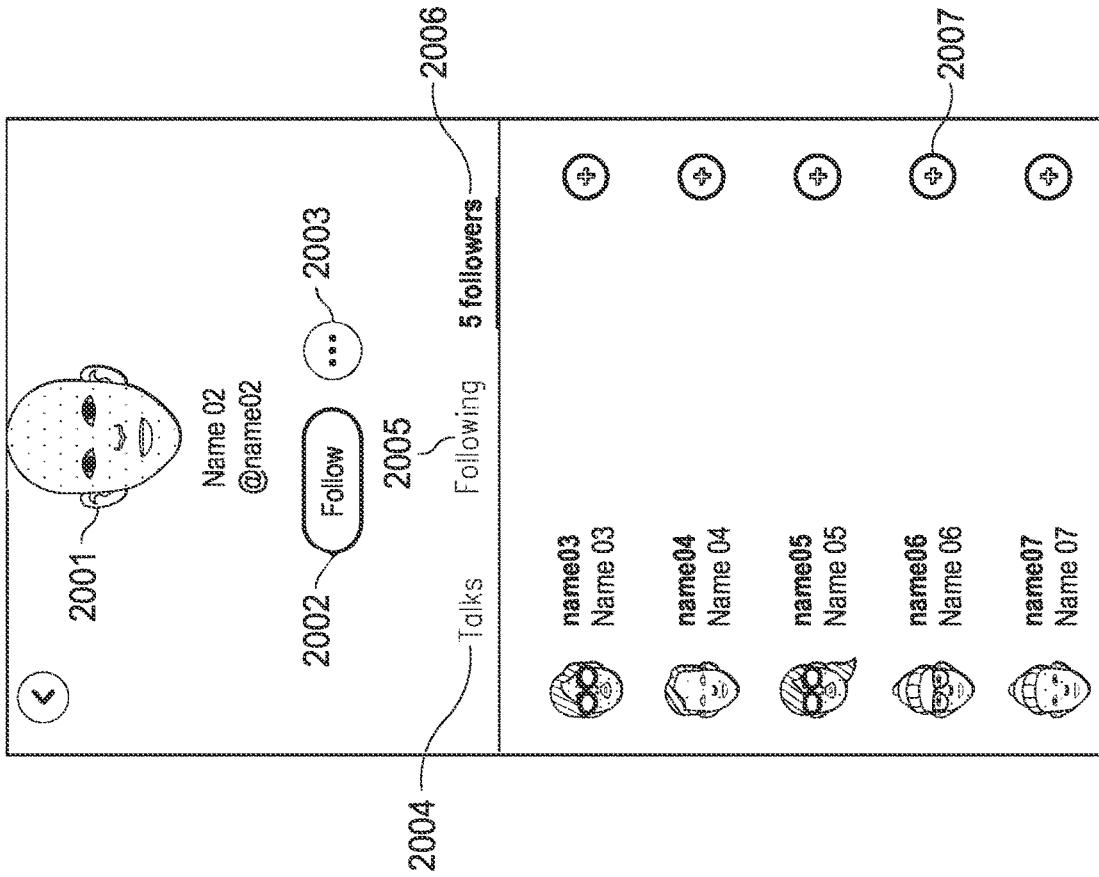 2001
Name 02
@name02
2002
Follow
2003
...
2005
2004
Talks
Following
5 followers
2006
name03
Name 03
+
name04
Name 04
+
name05
Name 05
+
name06
Name 06
+
2007
name07
Name 07
+